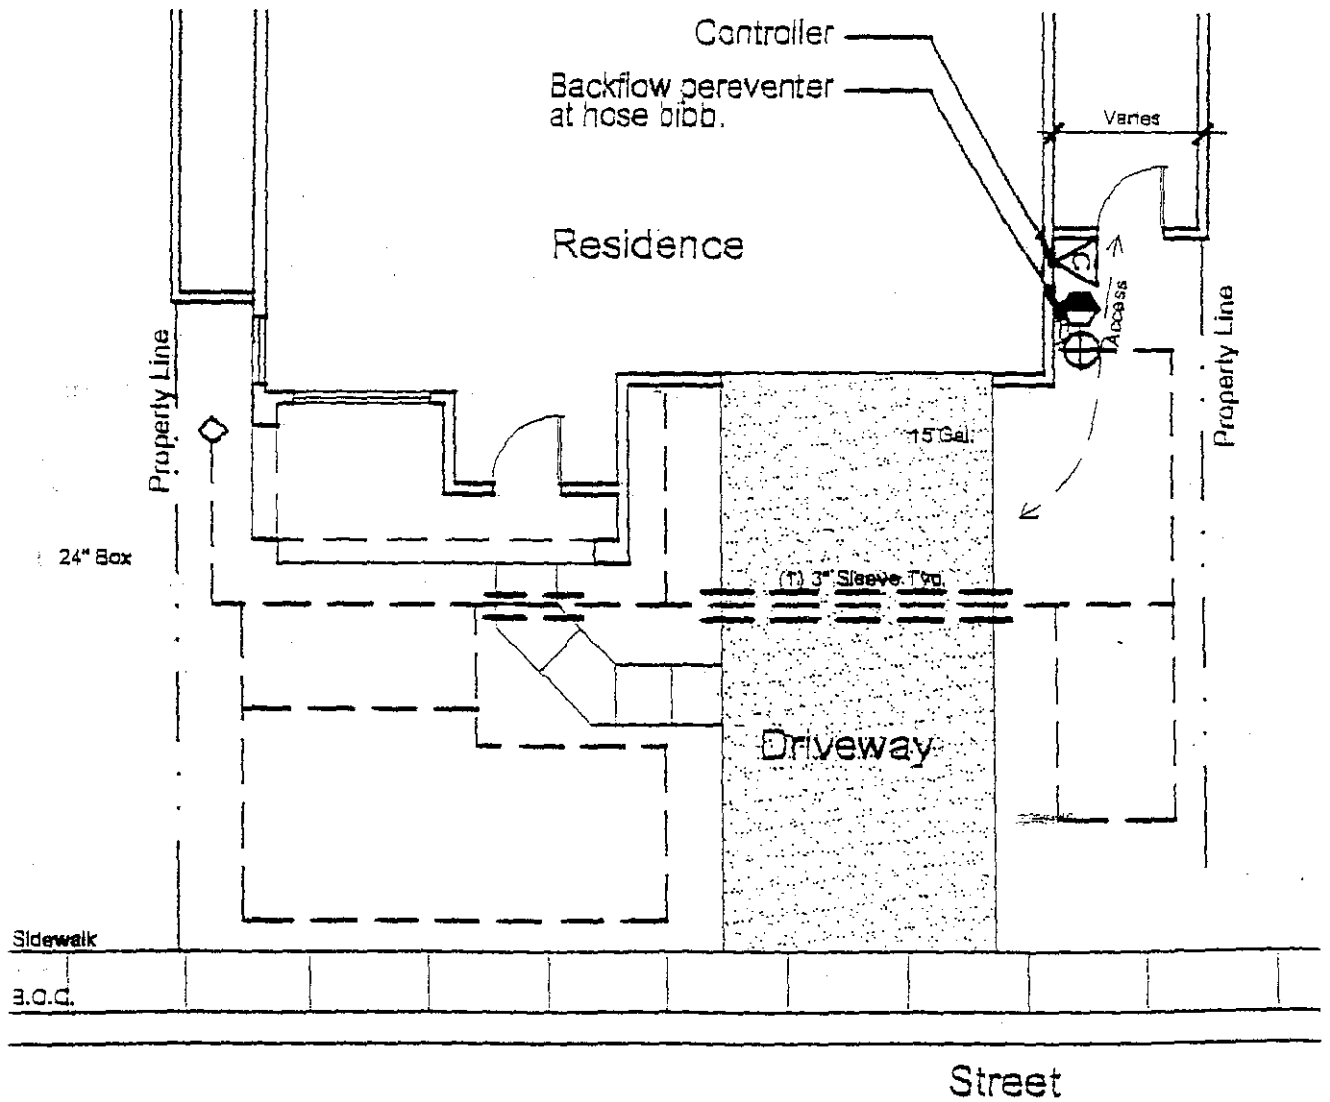 Controller
Backflow pereventer
at hose bibb.
Varies
Residence
C
Access
Property Line
Property Line
15 Gal.
24" Box
(1) 3" Sleeve Typ.
Driveway
Sidewalk
B.O.C.
Street